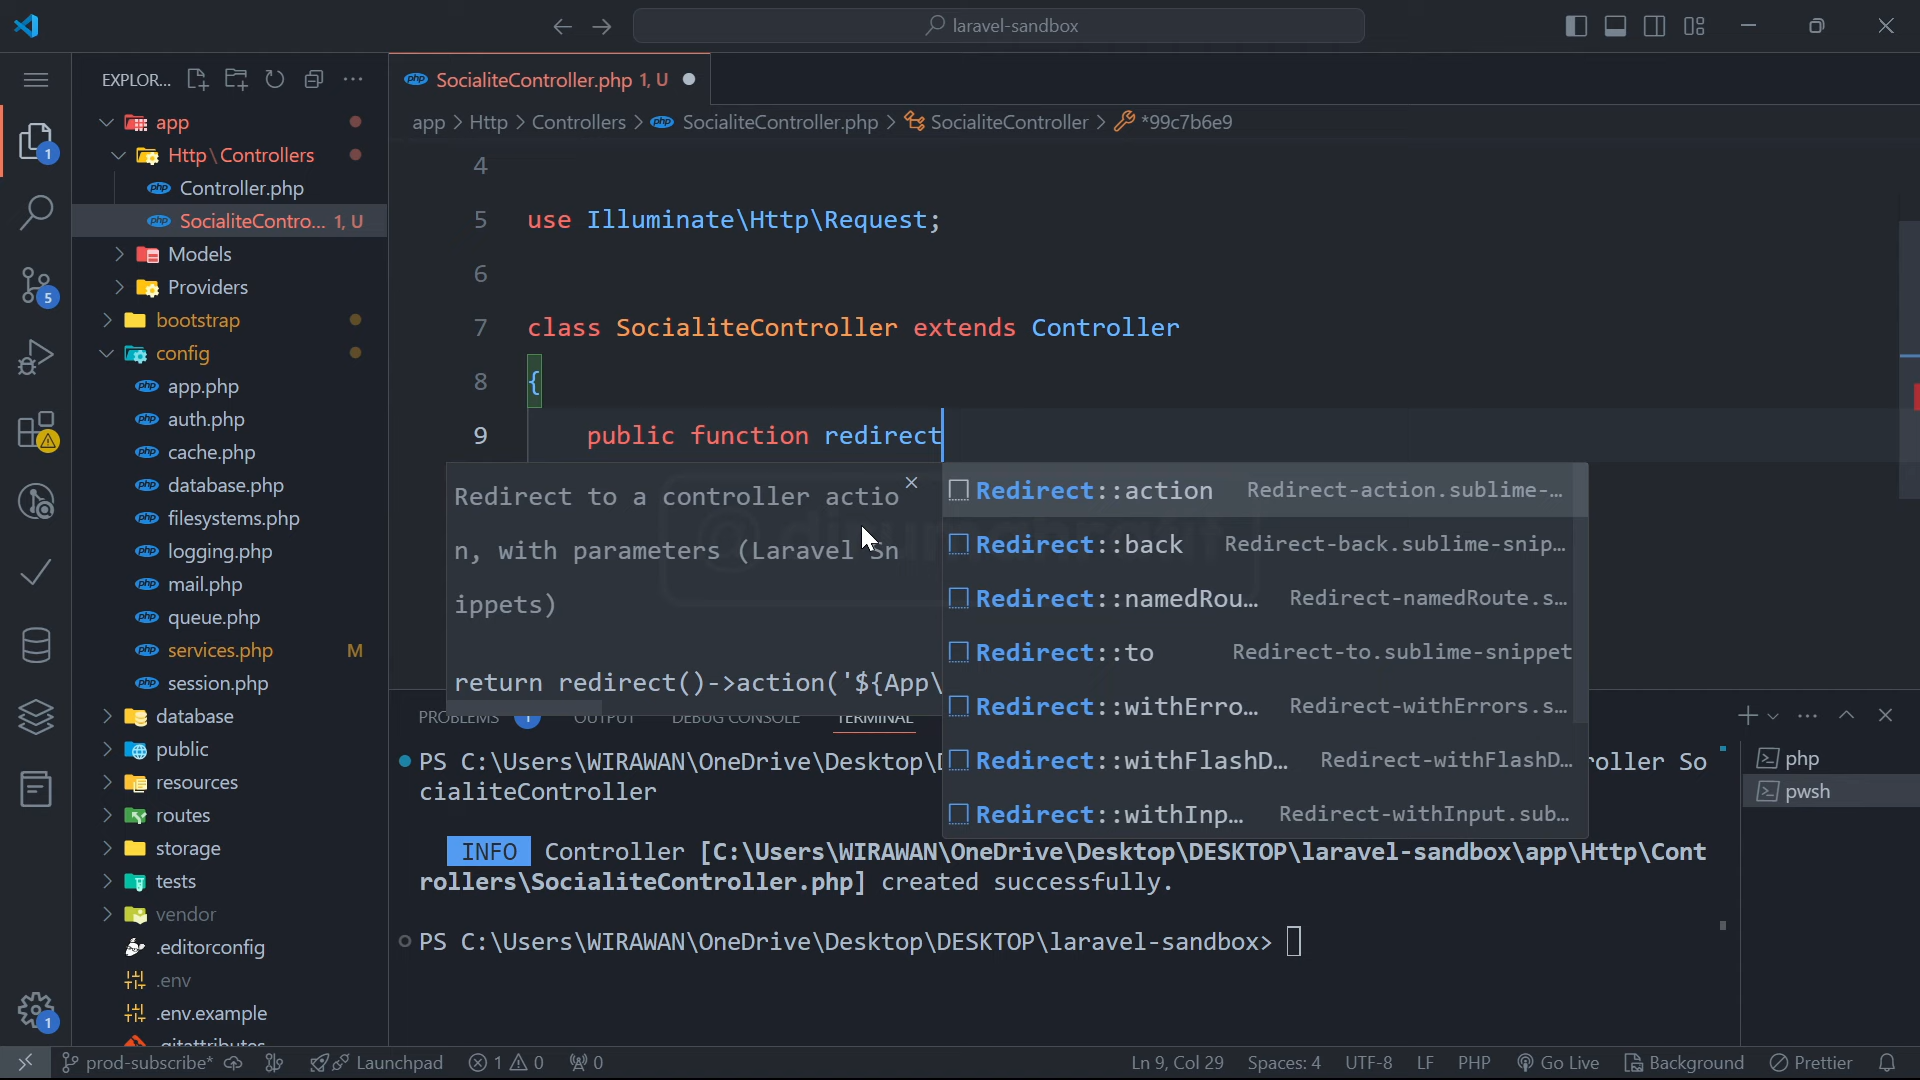 laravel-sandbox
EXPLOR...
SocialiteController.php 1, U
app > Http > Controllers > SocialiteController.php > SocialiteController > *99c7b6e9
app
Http\Controllers
Controller.php
SocialiteContro... 1, U
Models
Providers
bootstrap
config
app.php
auth.php
cache.php
database.php
filesystems.php
logging.php
mail.php
queue.php
services.php M
session.php
database
public
resources
routes
storage
tests
vendor
.editorconfig
.env
.env.example
.gitattributes
1
5
1
4
5 use Illuminate\Http\Request;
6
7 class SocialiteController extends Controller
8 {
9 public function redirect
Redirect to a controller actio
n, with parameters (Laravel Sn
ippets)
return redirect()->action('${App\
Redirect::action Redirect-action.sublime-...
Redirect::back Redirect-back.sublime-snip...
Redirect::namedRou... Redirect-namedRoute.s...
Redirect::to Redirect-to.sublime-snippet
Redirect::withErro... Redirect-withErrors.s...
Redirect::withFlashD... Redirect-withFlashD...
Redirect::withInp... Redirect-withInput.sub...
PROBLEMS 1 OUTPUT DEBUG CONSOLE TERMINAL
PS C:\Users\WIRAWAN\OneDrive\Desktop\ roller So
cialiteController
INFO Controller [C:\Users\WIRAWAN\OneDrive\Desktop\DESKTOP\laravel-sandbox\app\Http\Cont
rollers\SocialiteController.php] created successfully.
PS C:\Users\WIRAWAN\OneDrive\Desktop\DESKTOP\laravel-sandbox>
php
pwsh
prod-subscribe* Launchpad 1 0 0 Ln 9, Col 29 Spaces: 4 UTF-8 LF PHP Go Live Background Prettier